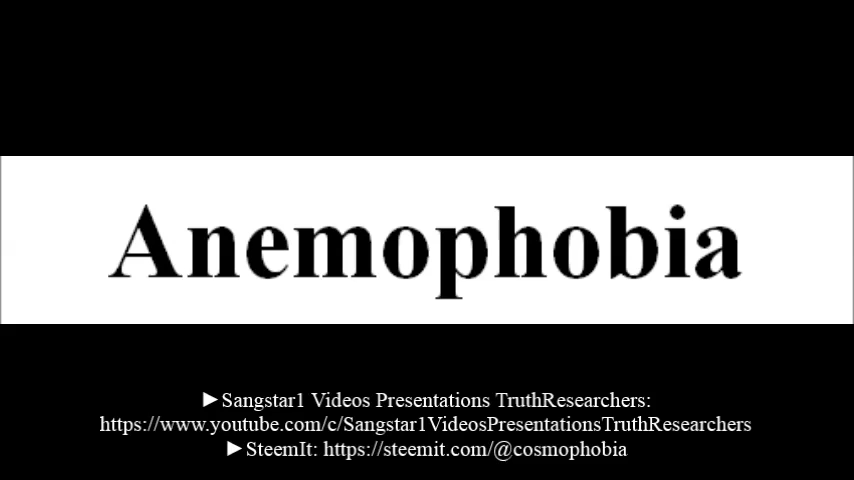 Anemophobia
►Sangstar1 Videos Presentations TruthResearchers:
https://www.youtube.com/c/Sangstar1VideosPresentationsTruthResearchers
►SteemIt: https://steemit.com/@cosmophobia